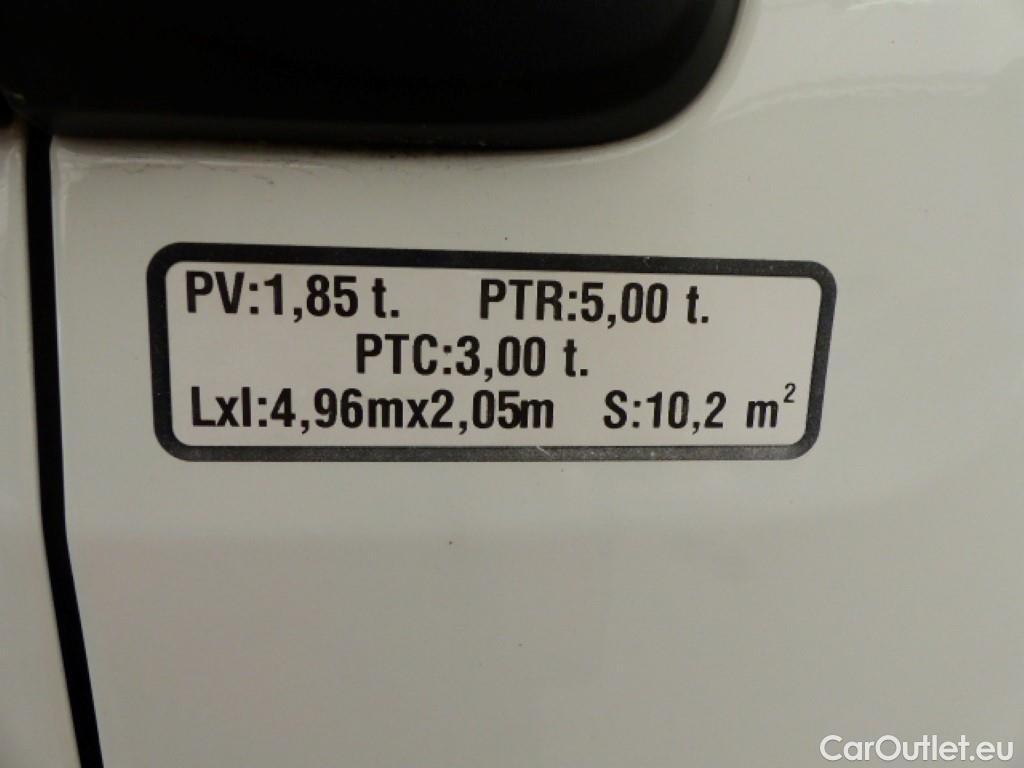 PV:1,85 t. PTR:5,00 t.
PTC:3,00 t.
Lxl:4,96mx2,05m S:10,2 m²
CarOutlet.eu